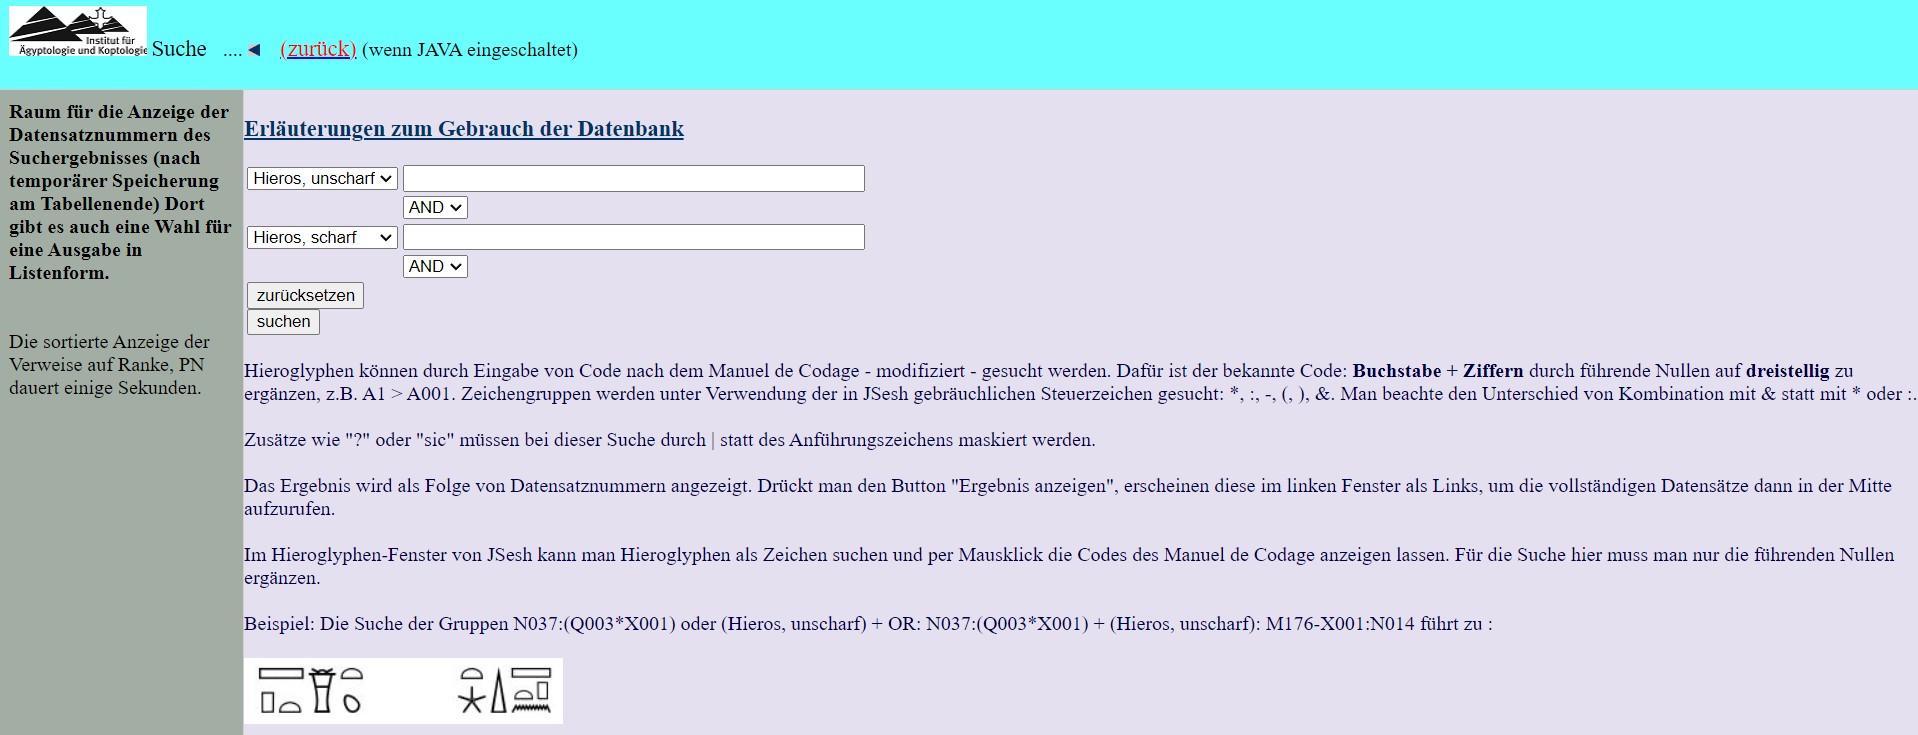 Institut für
Ägyptologie und Koptologie
Suche .... ◄ (zurück) (wenn JAVA eingeschaltet)
Raum für die Anzeige der
Datensatznummern des
Suchergebnisses (nach
temporärer Speicherung
am Tabellenende) Dort
gibt es auch eine Wahl für
eine Ausgabe in
Listenform.
Die sortierte Anzeige der
Verweise auf Ranke, PN
dauert einige Sekunden.
Erläuterungen zum Gebrauch der Datenbank
Hieros, unscharf
AND
Hieros, scharf
AND
zurücksetzen
suchen
Hieroglyphen können durch Eingabe von Code nach dem Manuel de Codage - modifiziert - gesucht werden. Dafür ist der bekannte Code: Buchstabe + Ziffern durch führende Nullen auf dreistellig zu
ergänzen, z.B. A1 > A001. Zeichengruppen werden unter Verwendung der in JSesh gebräuchlichen Steuerzeichen gesucht: *, :, -, (, ), &. Man beachte den Unterschied von Kombination mit & statt mit * oder :.
Zusätze wie "?" oder "sic" müssen bei dieser Suche durch | statt des Anführungszeichens maskiert werden.
Das Ergebnis wird als Folge von Datensatznummern angezeigt. Drückt man den Button "Ergebnis anzeigen", erscheinen diese im linken Fenster als Links, um die vollständigen Datensätze dann in der Mitte
aufzurufen.
Im Hieroglyphen-Fenster von JSesh kann man Hieroglyphen als Zeichen suchen und per Mausklick die Codes des Manuel de Codage anzeigen lassen. Für die Suche hier muss man nur die führenden Nullen
ergänzen.
Beispiel: Die Suche der Gruppen N037:(Q003*X001) oder (Hieros, unscharf) + OR: N037:(Q003*X001) + (Hieros, unscharf): M176-X001:N014 führt zu :